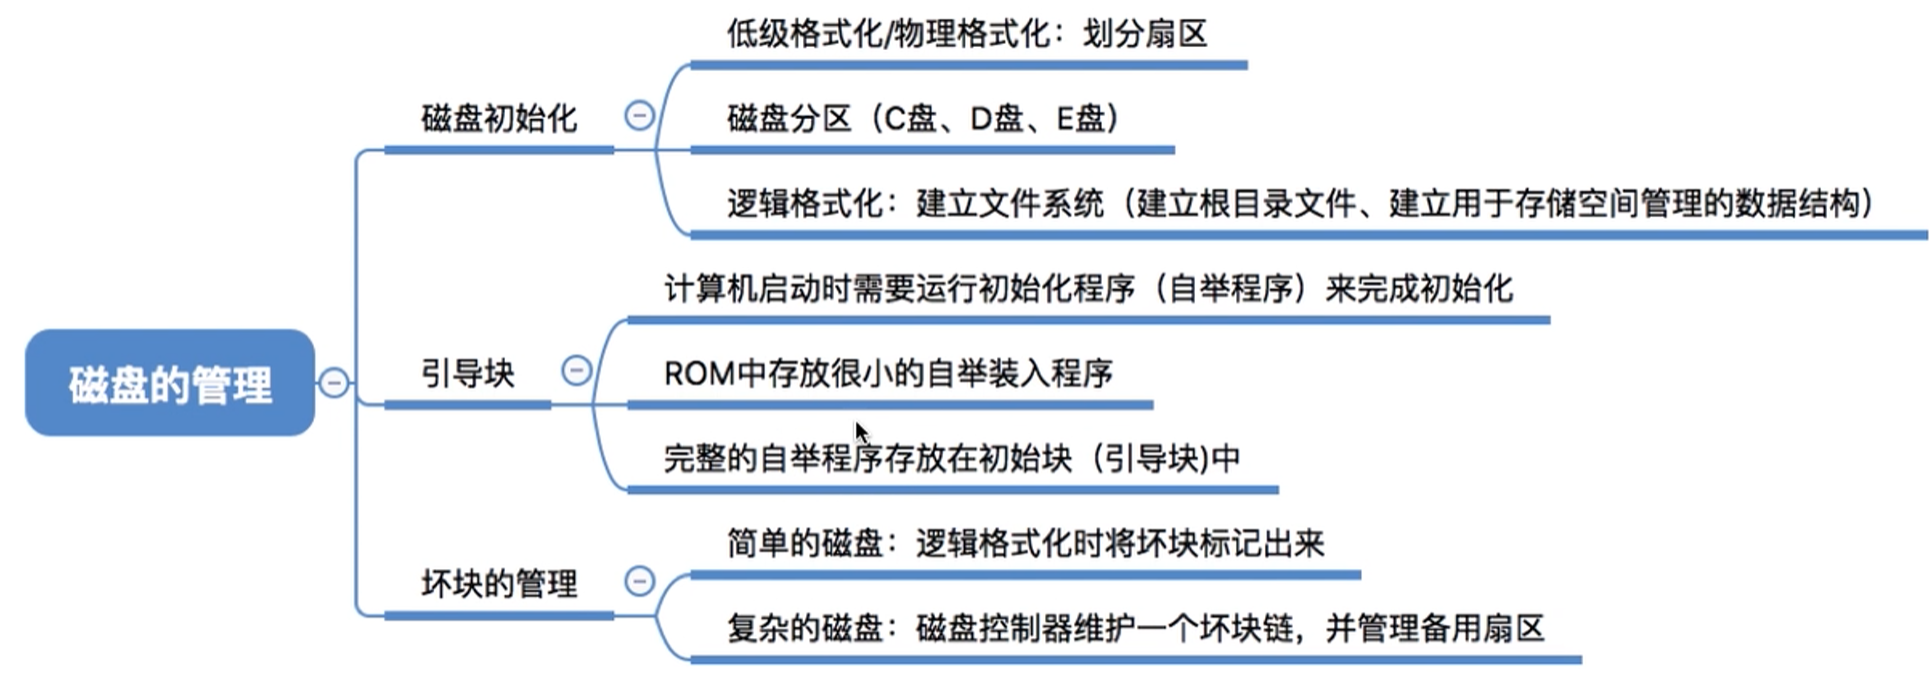 低级格式化/物理格式化：划分扇区
磁盘初始化
磁盘分区（C盘、D盘、E盘）
逻辑格式化：建立文件系统（建立根目录文件、建立用于存储空间管理的数据结构）
计算机启动时需要运行初始化程序（自举程序）来完成初始化
磁盘的管理
引导块
ROM中存放很小的自举装入程序
完整的自举程序存放在初始块（引导块)中
简单的磁盘：逻辑格式化时将坏块标记出来
坏块的管理
复杂的磁盘：磁盘控制器维护一个坏块链，并管理备用扇区